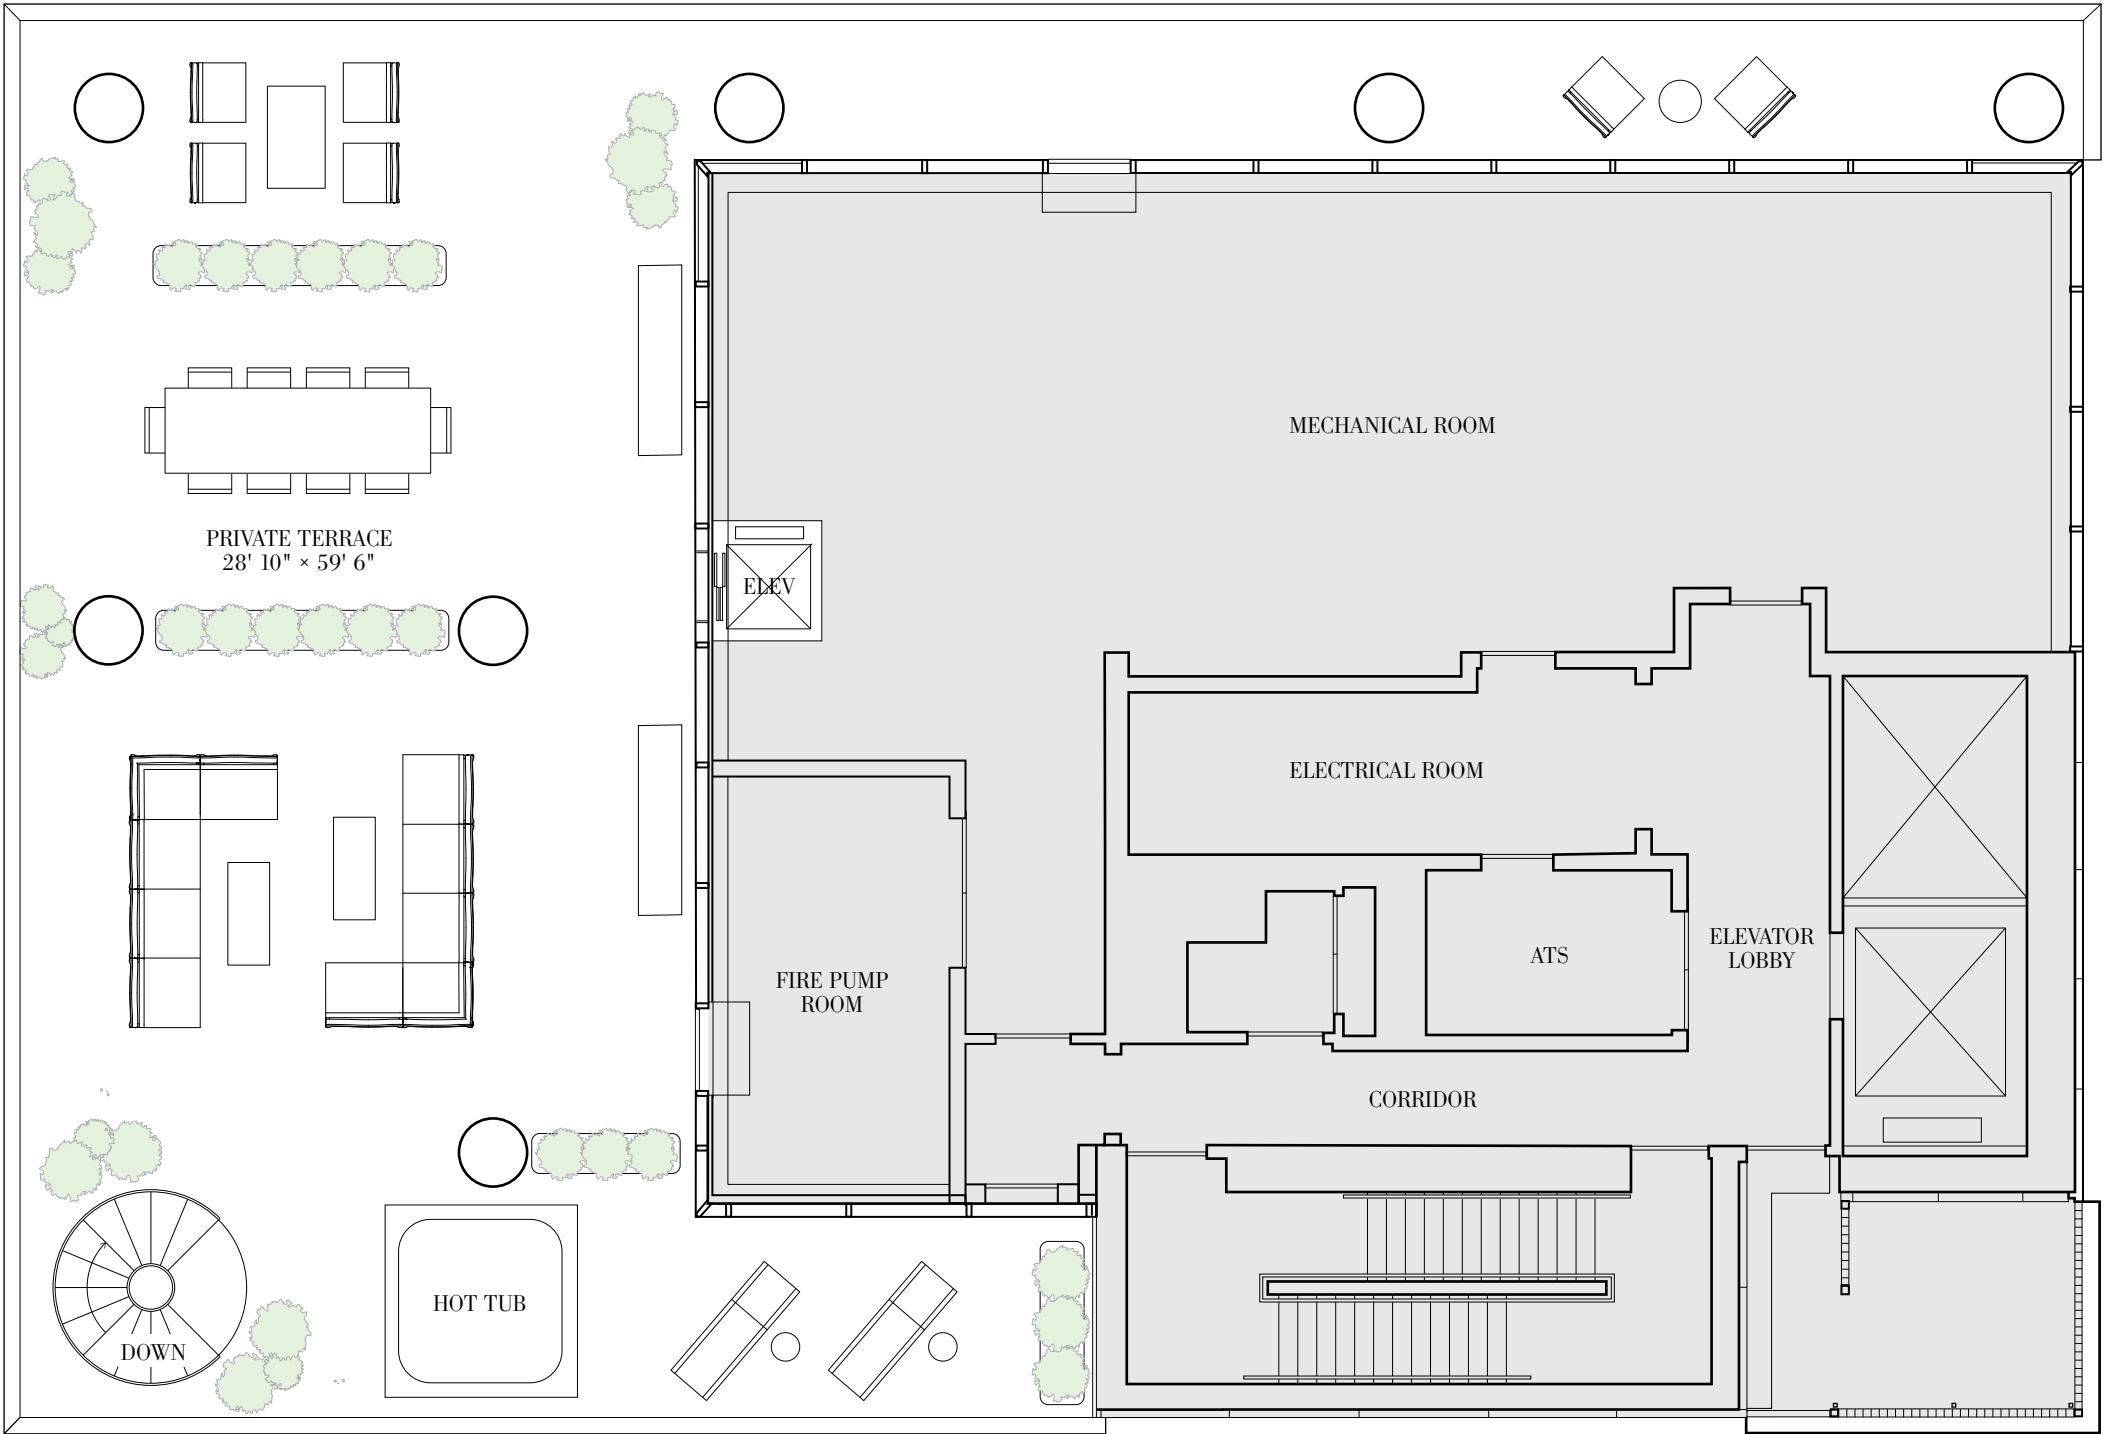 MECHANICAL ROOM
PRIVATE TERRACE
28' 10" × 59' 6"
ELEV
ELECTRICAL ROOM
ELEVATOR
LOBBY
ATS
FIRE PUMP
ROOM
CORRIDOR
HOT TUB
DOWN